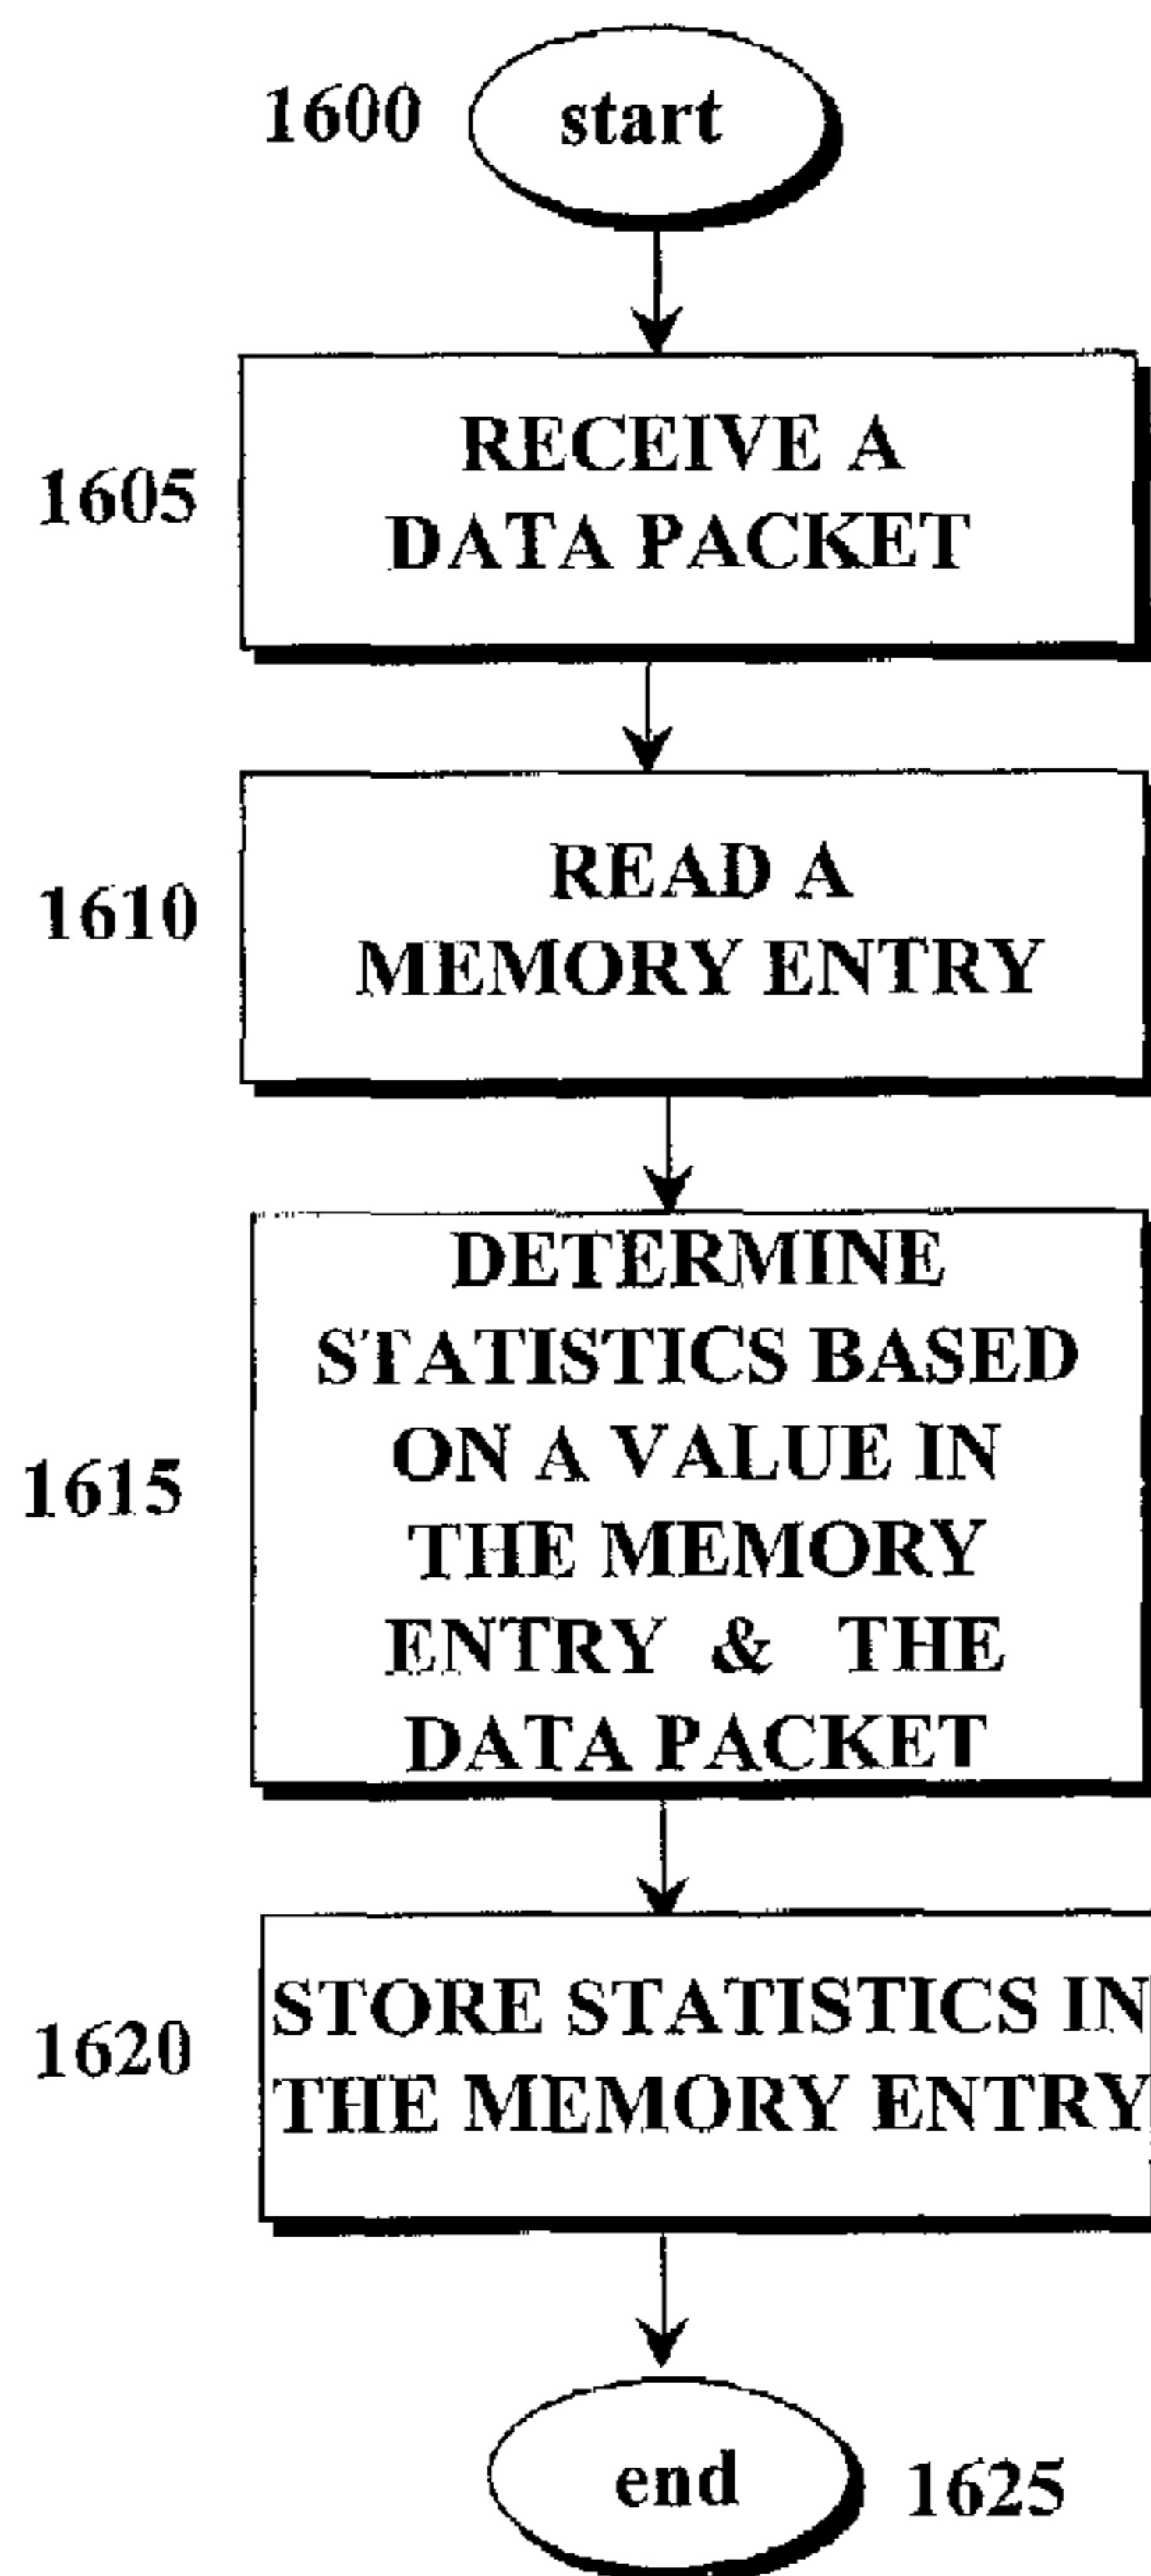 1600 start
RECEIVE A
1605
DATA PACKET
READ A
1610
MEMORY ENTRY
DETERMINE
STATISTICS BASED
ON A VALUE IN
1615
THE MEMORY
ENTRY & THE
DATA PACKET
STORE STATISTICS IN
1620
THE MEMORY ENTRY
end 1625